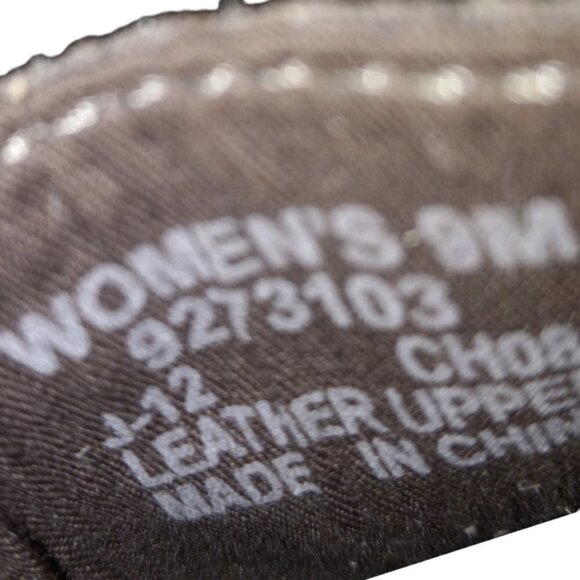 WOMEN'S 9M
9273103
J-12 CH08
LEATHER UPPE
MADE IN CHIN